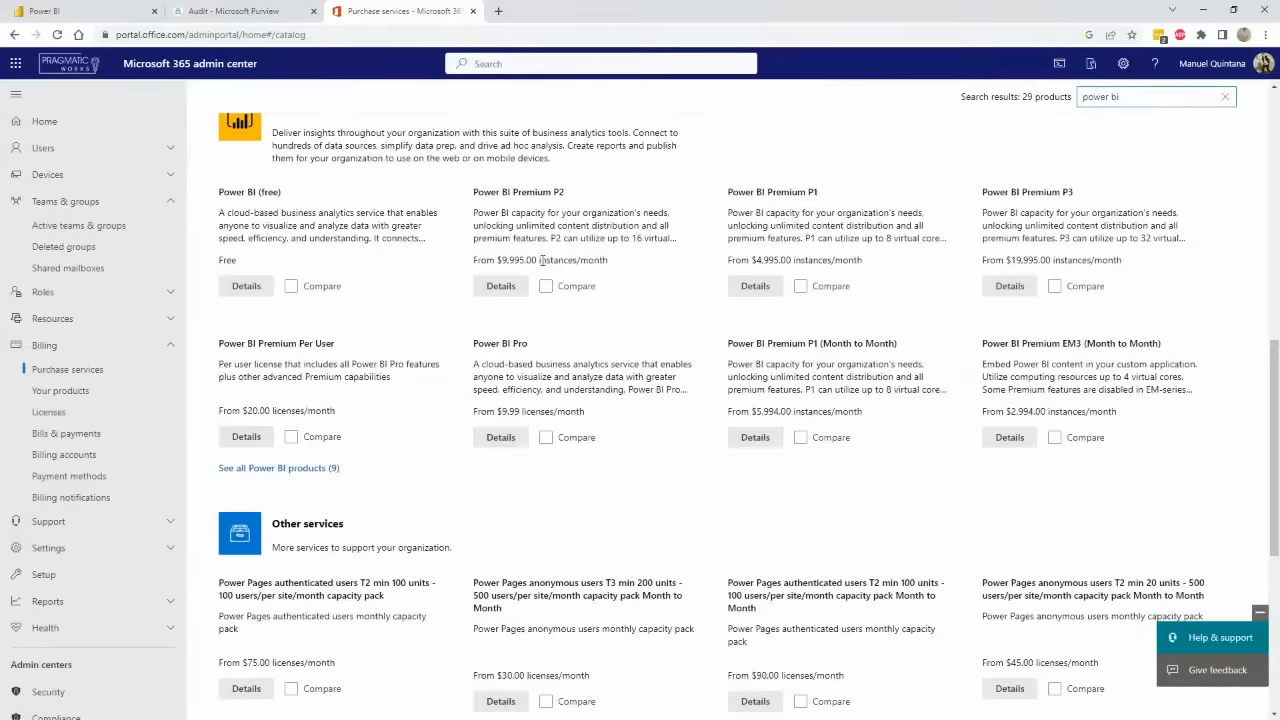 Power BI
Audit - Microsoft Purview
Purchase services - Microsoft 36
portal.office.com/adminportal/home#/catalog
2
ABP
PRAGMATIC
WORKS
Microsoft 365 admin center
Search
Manuel Quintana
Search results: 29 products
power bi
Home
Users
Devices
Teams & groups
Active teams & groups
Deleted groups
Shared mailboxes
Roles
Resources
Billing
Purchase services
Your products
Licenses
Bills & payments
Billing accounts
Payment methods
Billing notifications
Support
Settings
Setup
Reports
Health
Admin centers
Security
Compliance
Deliver insights throughout your organization with this suite of business analytics tools. Connect to
hundreds of data sources, simplify data prep, and drive ad hoc analysis. Create reports and publish
them for your organization to use on the web or on mobile devices.
Power BI (free)
A cloud-based business analytics service that enables
anyone to visualize and analyze data with greater
speed, efficiency, and understanding. It connects...
Free
Details
Compare
Power BI Premium P2
Power BI capacity for your organization's needs,
unlocking unlimited content distribution and all
premium features. P2 can utilize up to 16 virtual...
From $9,995.00 instances/month
Details
Compare
Power BI Premium P1
Power BI capacity for your organization's needs,
unlocking unlimited content distribution and all
premium features. P1 can utilize up to 8 virtual core...
From $4,995.00 instances/month
Details
Compare
Power BI Premium P3
Power BI capacity for your organization's needs,
unlocking unlimited content distribution and all
premium features. P3 can utilize up to 32 virtual...
From $19,995.00 instances/month
Details
Compare
Power BI Premium Per User
Per user license that includes all Power BI Pro features
plus other advanced Premium capabilities
From $20.00 licenses/month
Details
Compare
Power BI Pro
A cloud-based business analytics service that enables
anyone to visualize and analyze data with greater
speed, efficiency, and understanding. Power BI Pro...
From $9.99 licenses/month
Details
Compare
Power BI Premium P1 (Month to Month)
Power BI capacity for your organization's needs,
unlocking unlimited content distribution and all
premium features. P1 can utilize up to 8 virtual core...
From $5,994.00 instances/month
Details
Compare
Power BI Premium EM3 (Month to Month)
Embed Power BI content in your custom application.
Utilize computing resources up to 4 virtual cores.
Some Premium features are disabled in EM-series...
From $2,994.00 instances/month
Details
Compare
See all Power BI products (9)
Other services
More services to support your organization.
Power Pages authenticated users T2 min 100 units -
100 users/per site/month capacity pack
Power Pages authenticated users monthly capacity
pack
From $75.00 licenses/month
Details
Compare
Power Pages anonymous users T3 min 200 units -
500 users/per site/month capacity pack Month to
Month
Power Pages anonymous users monthly capacity pack
From $30.00 licenses/month
Details
Compare
Power Pages authenticated users T2 min 100 units -
100 users/per site/month capacity pack Month to
Month
Power Pages authenticated users monthly capacity
pack
From $90.00 licenses/month
Details
Compare
Power Pages anonymous users T2 min 20 units - 500
users/per site/month capacity pack Month to Month
Power Pages anonymous users monthly capacity pack
From $45.00 licenses/month
Details
Compare
Help & support
Give feedback